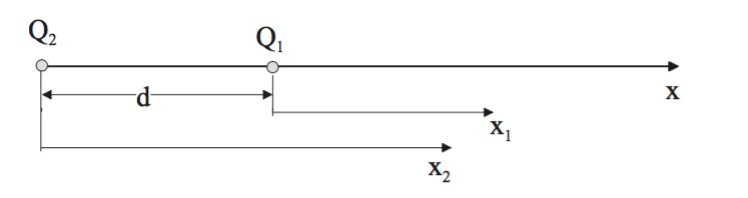 Q₂
Q₁
d
x
x₁
x₂